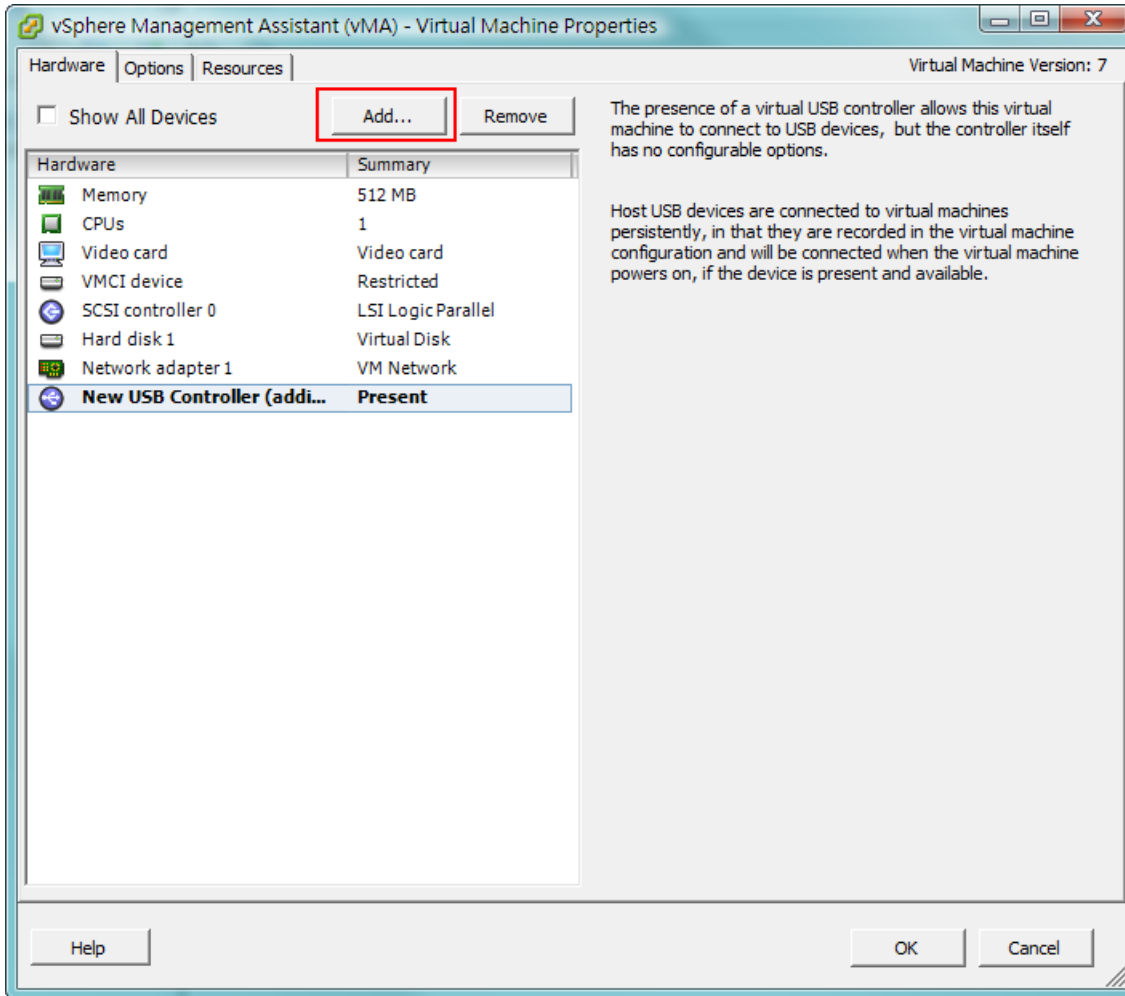 vSphere Management Assistant (vMA) - Virtual Machine Properties
Hardware Options Resources
Virtual Machine Version: 7
Show All Devices
Add...
Remove
Hardware Summary
Memory 512 MB
CPUs 1
Video card Video card
VMCI device Restricted
SCSI controller 0 LSI Logic Parallel
Hard disk 1 Virtual Disk
Network adapter 1 VM Network
New USB Controller (addi... Present
The presence of a virtual USB controller allows this virtual
machine to connect to USB devices, but the controller itself
has no configurable options.
Host USB devices are connected to virtual machines
persistently, in that they are recorded in the virtual machine
configuration and will be connected when the virtual machine
powers on, if the device is present and available.
Help
OK
Cancel